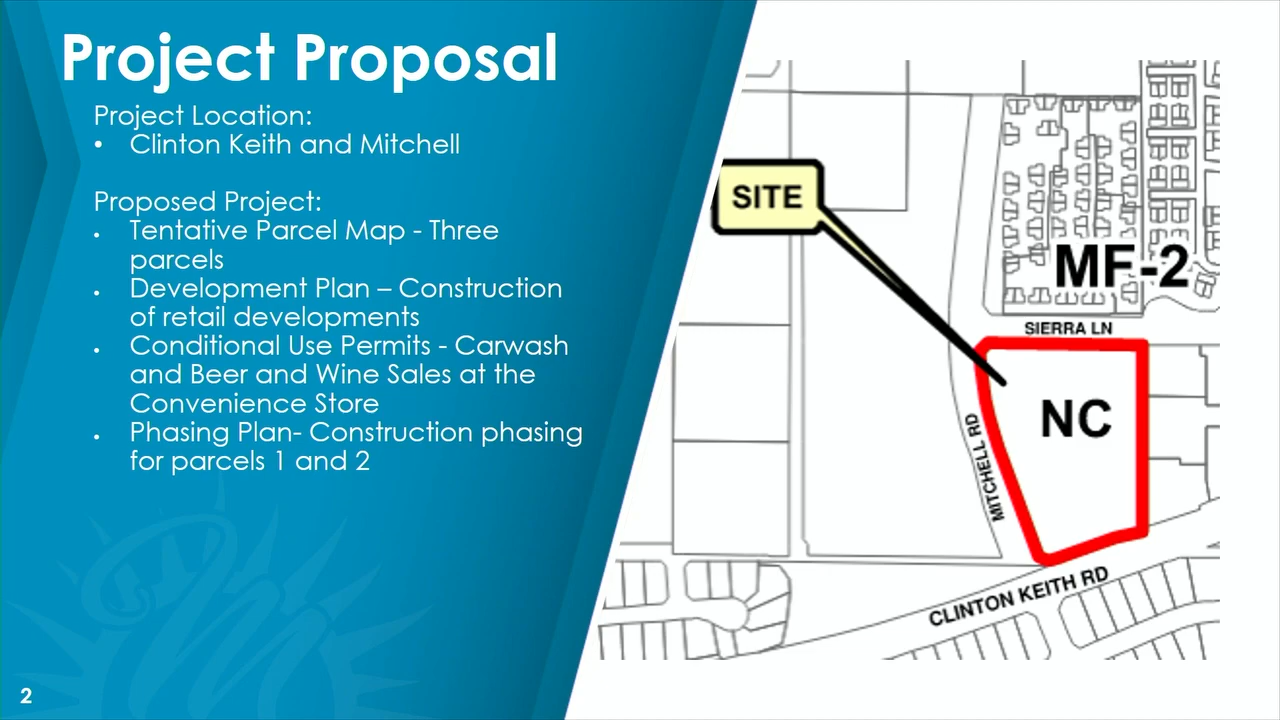 Project Proposal
Project Location:
• Clinton Keith and Mitchell
Proposed Project:
• Tentative Parcel Map - Three
parcels
• Development Plan – Construction
of retail developments
• Conditional Use Permits - Carwash
and Beer and Wine Sales at the
Convenience Store
• Phasing Plan- Construction phasing
for parcels 1 and 2
2
SITE
MF-2
SIERRA LN
NC
MITCHELL RD
CLINTON KEITH RD